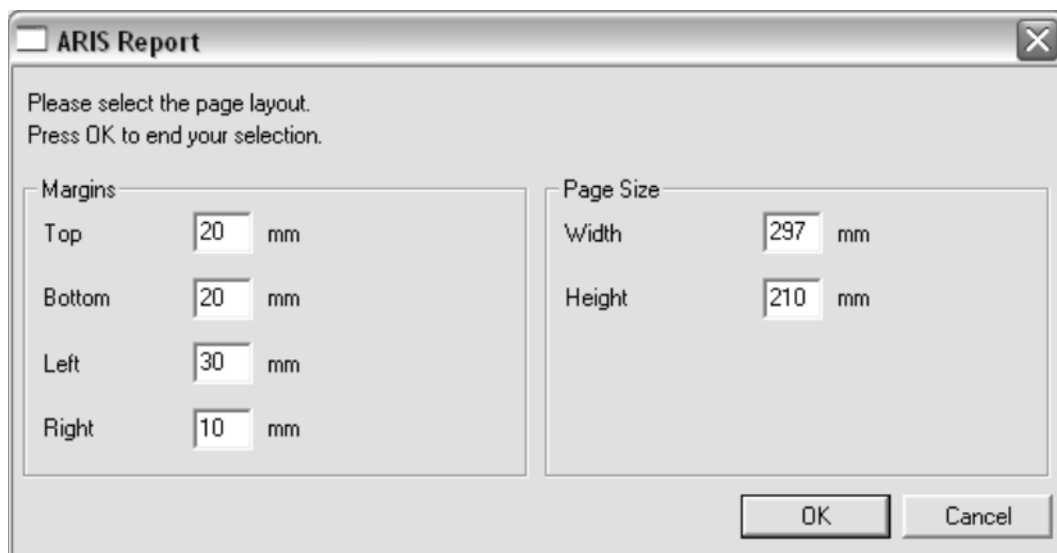 ARIS Report
Please select the page layout.
Press OK to end your selection.
Margins
Top 20 mm
Bottom 20 mm
Left 30 mm
Right 10 mm
Page Size
Width 297 mm
Height 210 mm
OK Cancel